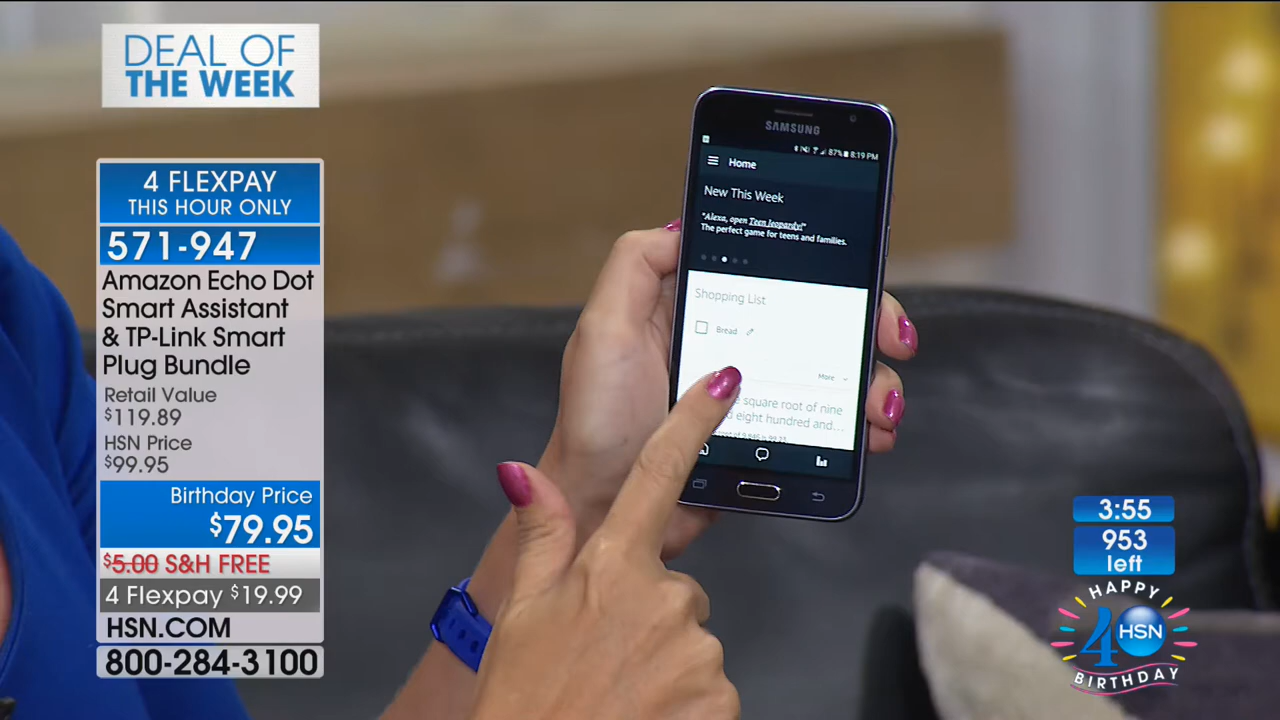 DEAL OF
THE WEEK
4 FLEXPAY
THIS HOUR ONLY
571-947
Amazon Echo Dot
Smart Assistant
& TP-Link Smart
Plug Bundle
Retail Value
$119.89
HSN Price
$99.95
Birthday Price
$79.95
$5.00 S&H FREE
4 Flexpay $19.99
HSN.COM
800-284-3100
SAMSUNG
87% 8:19 PM
Home
New This Week
"Alexa, open Teen Jeopardy!"
The perfect game for teens and families.
Shopping List
Bread
More
square root of nine
eight hundred and...
3:55
953
left
HAPPY
40
HSN
BIRTHDAY